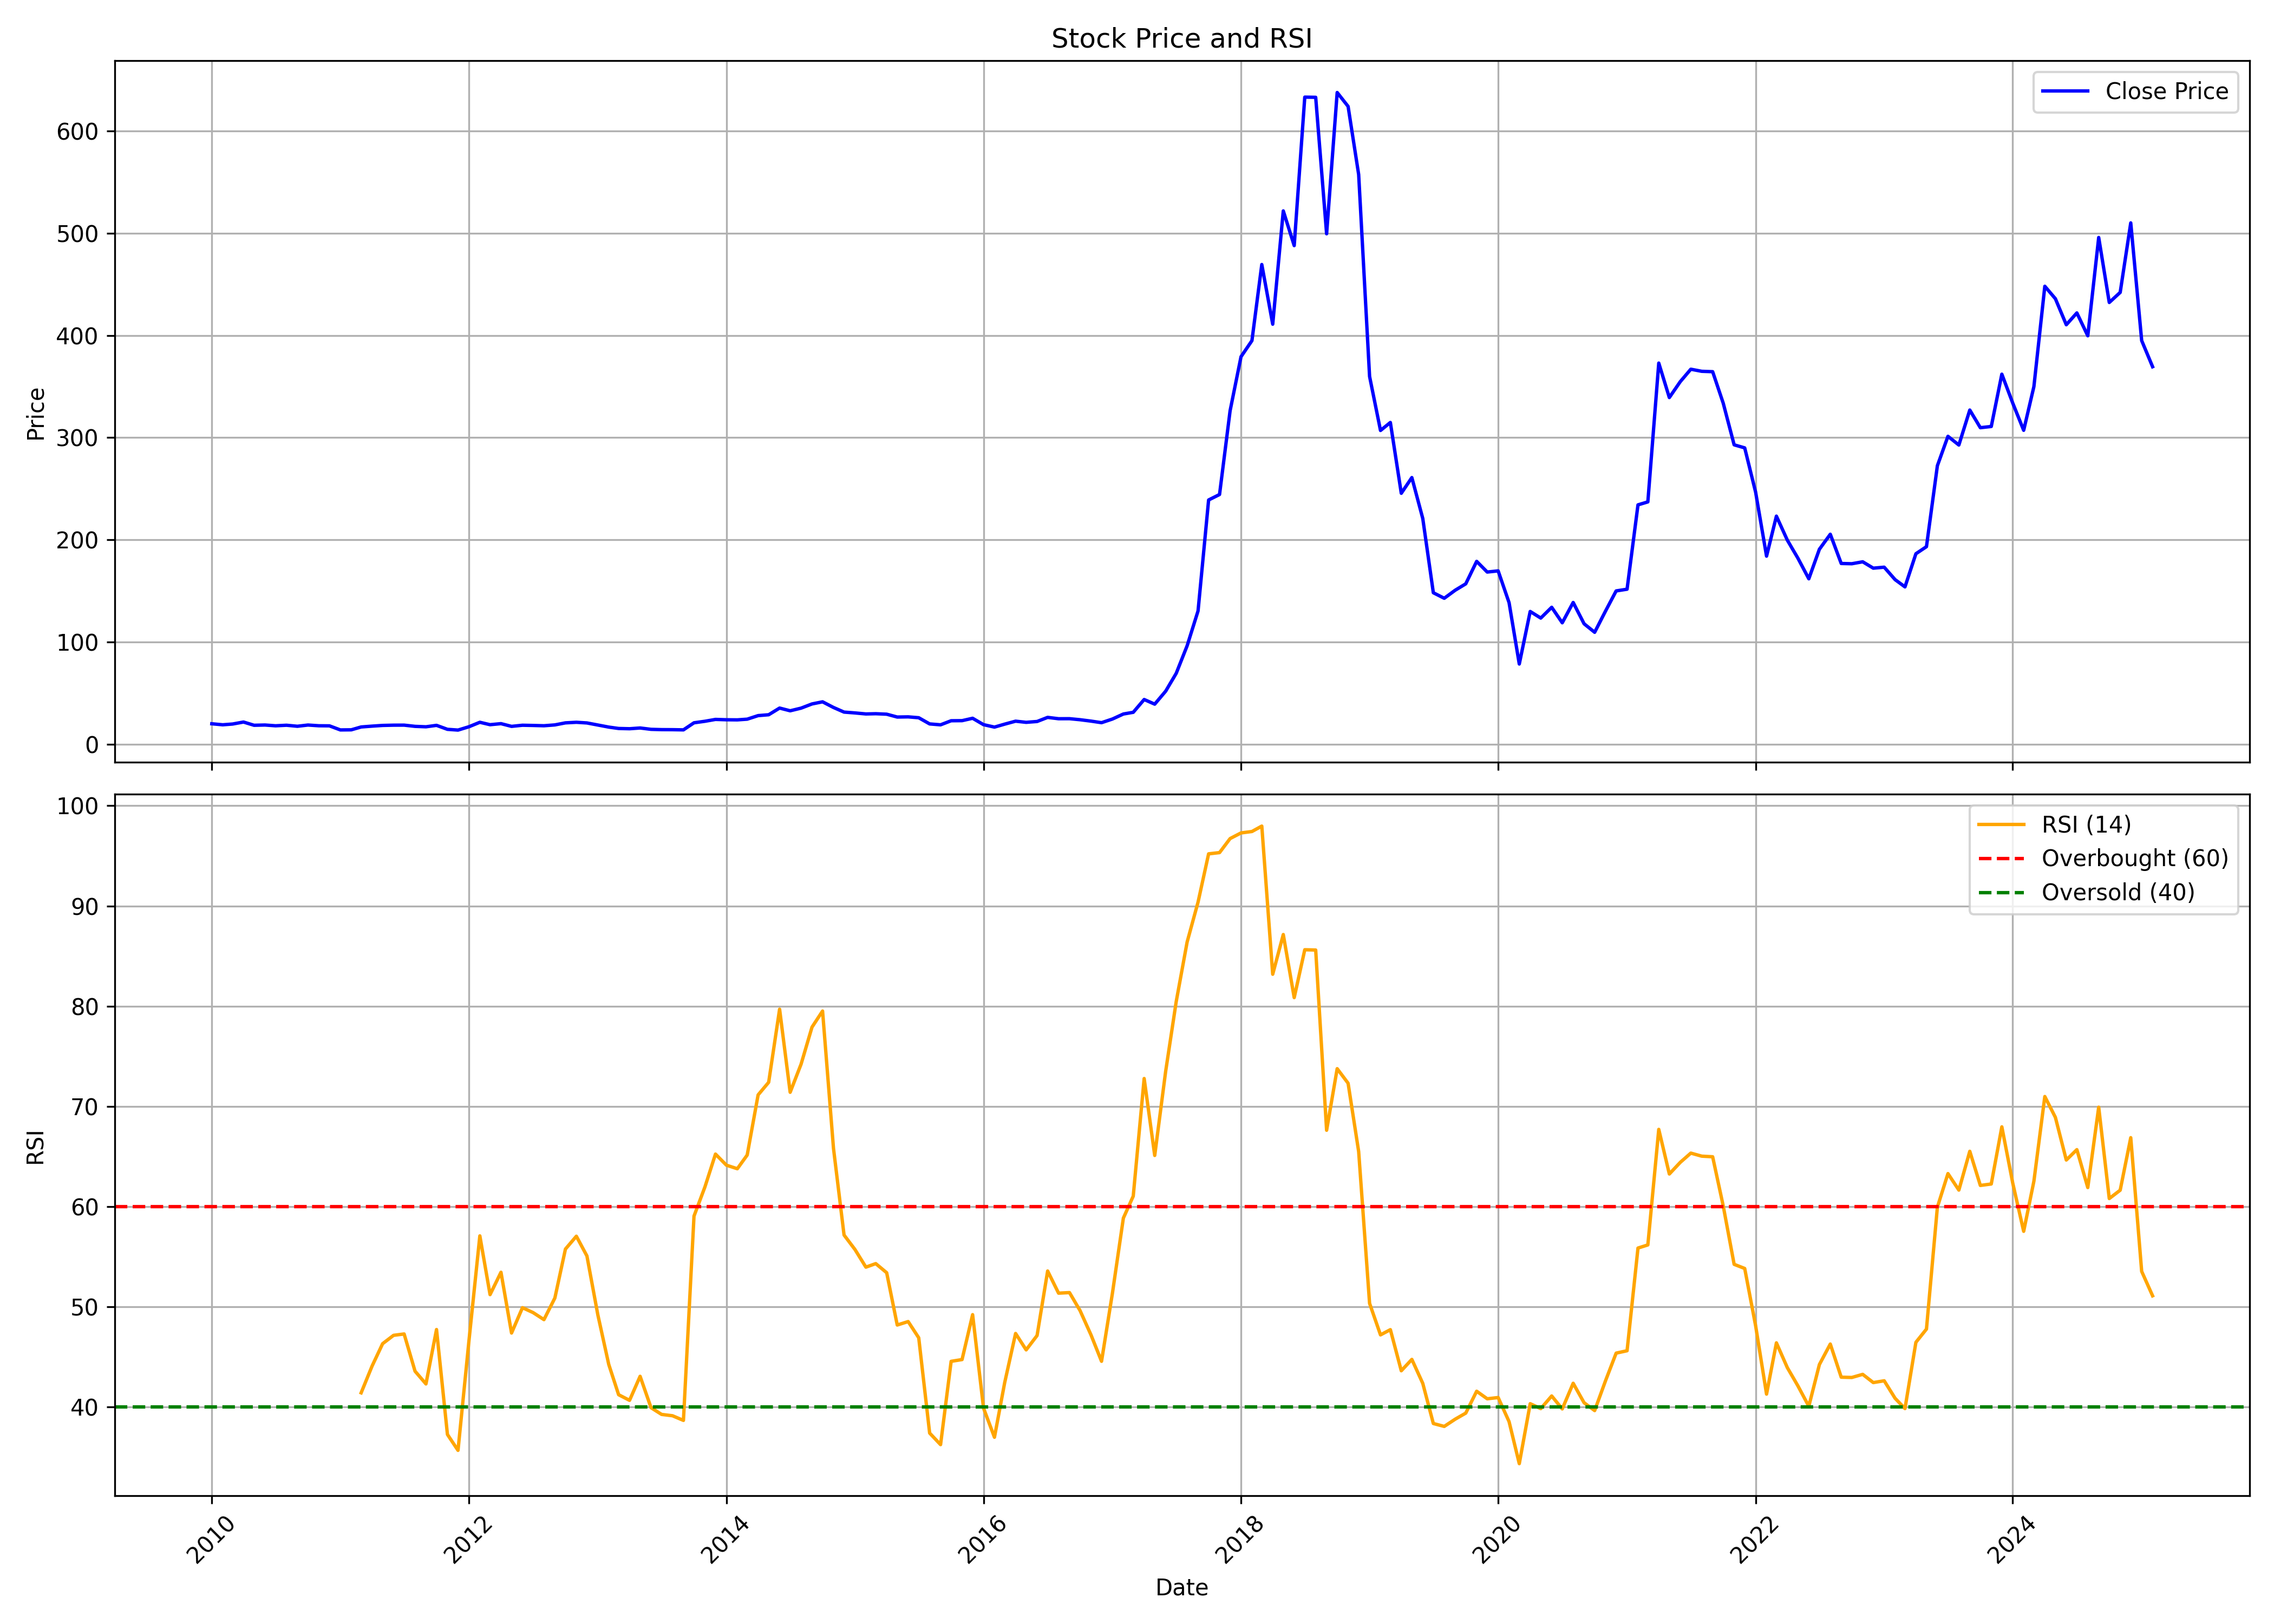 Stock Price and RSI
Close Price
Price
600
500
400
300
200
100
0
RSI (14)
Overbought (60)
Oversold (40)
RSI
100
90
80
70
60
50
40
2010
2012
2014
2016
2018
2020
2022
2024
Date